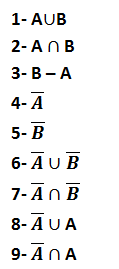 1- A∪B
2- A ∩ B
3- B – A
4- A̅
5- B̅
6- A̅ ∪ B̅
7- A̅ ∩ B̅
8- A̅ ∪ A
9- A̅ ∩ A